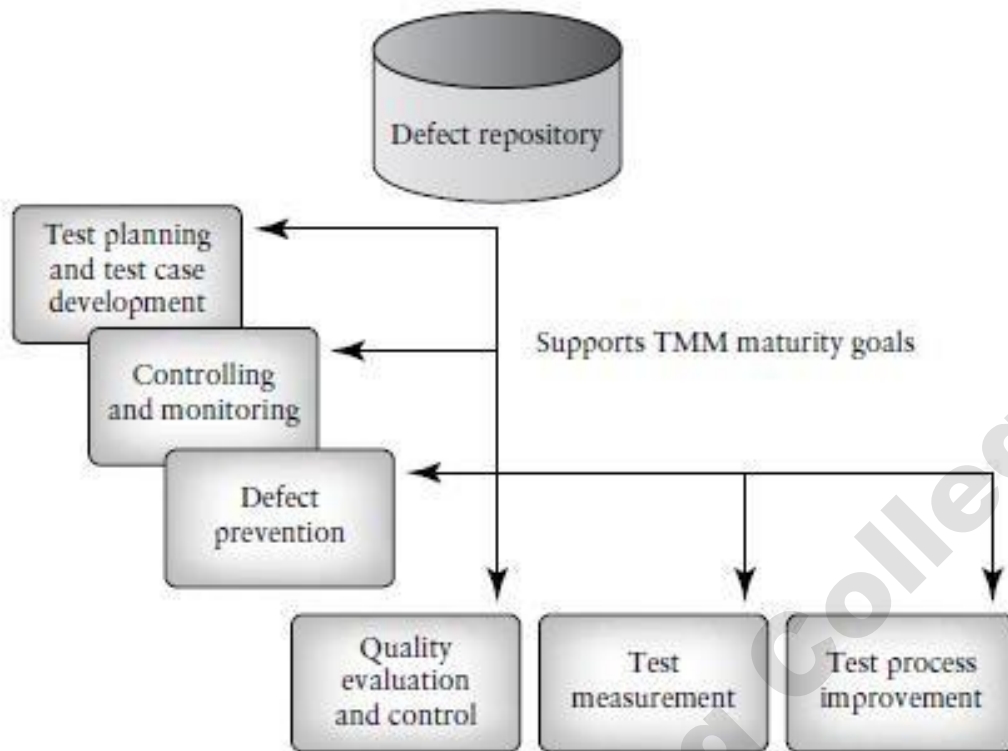 Defect repository
Test planning
and test case
development
Supports TMM maturity goals
Controlling
and monitoring
Defect
prevention
Quality
evaluation
and control
Test
measurement
Test process
improvement